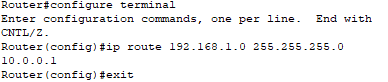 Router#configure terminal
Enter configuration commands, one per line.  End with
CNTL/Z.
Router(config)#ip route 192.168.1.0 255.255.255.0
10.0.0.1
Router(config)#exit